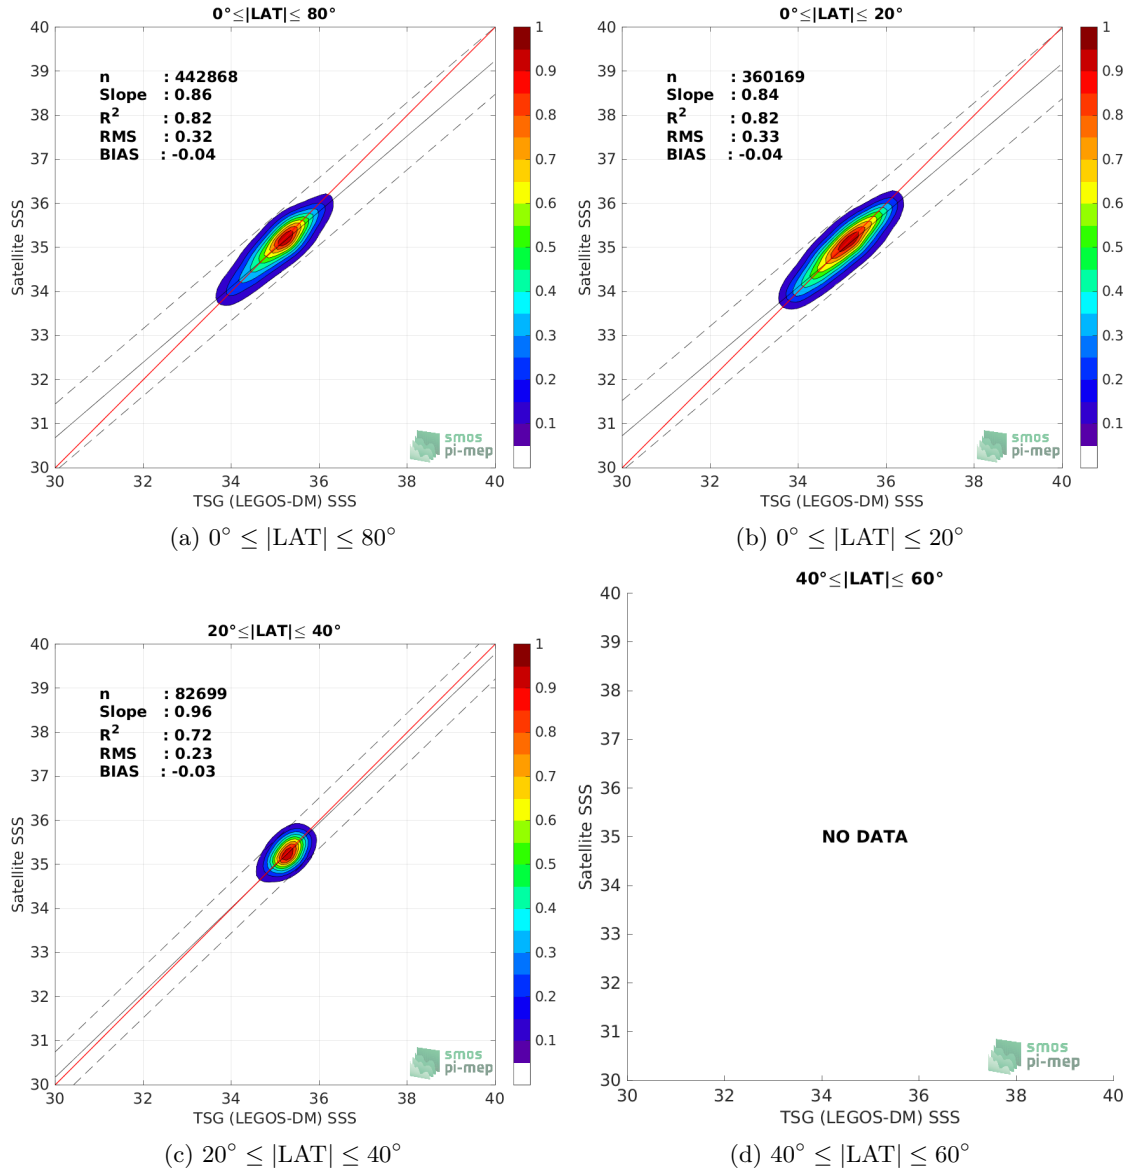 0°≤|LAT|≤ 80°
n : 442868
Slope : 0.86
R² : 0.82
RMS : 0.32
BIAS : -0.04
40
39
38
37
36
35
34
33
32
31
30
30 32 34 36 38 40
Satellite SSS
TSG (LEGOS-DM) SSS
smos
pi-mep
1
0.9
0.8
0.7
0.6
0.5
0.4
0.3
0.2
0.1
(a) 0° ≤ |LAT| ≤ 80°
0°≤|LAT|≤ 20°
n : 360169
Slope : 0.84
R² : 0.82
RMS : 0.33
BIAS : -0.04
40
39
38
37
36
35
34
33
32
31
30
30 32 34 36 38 40
Satellite SSS
TSG (LEGOS-DM) SSS
smos
pi-mep
1
0.9
0.8
0.7
0.6
0.5
0.4
0.3
0.2
0.1
(b) 0° ≤ |LAT| ≤ 20°
20°≤|LAT|≤ 40°
n : 82699
Slope : 0.96
R² : 0.72
RMS : 0.23
BIAS : -0.03
40
39
38
37
36
35
34
33
32
31
30
30 32 34 36 38 40
Satellite SSS
TSG (LEGOS-DM) SSS
smos
pi-mep
1
0.9
0.8
0.7
0.6
0.5
0.4
0.3
0.2
0.1
(c) 20° ≤ |LAT| ≤ 40°
40°≤|LAT|≤ 60°
40
39
38
37
36
35
34
33
32
31
30
30 32 34 36 38 40
Satellite SSS
NO DATA
TSG (LEGOS-DM) SSS
smos
pi-mep
(d) 40° ≤ |LAT| ≤ 60°